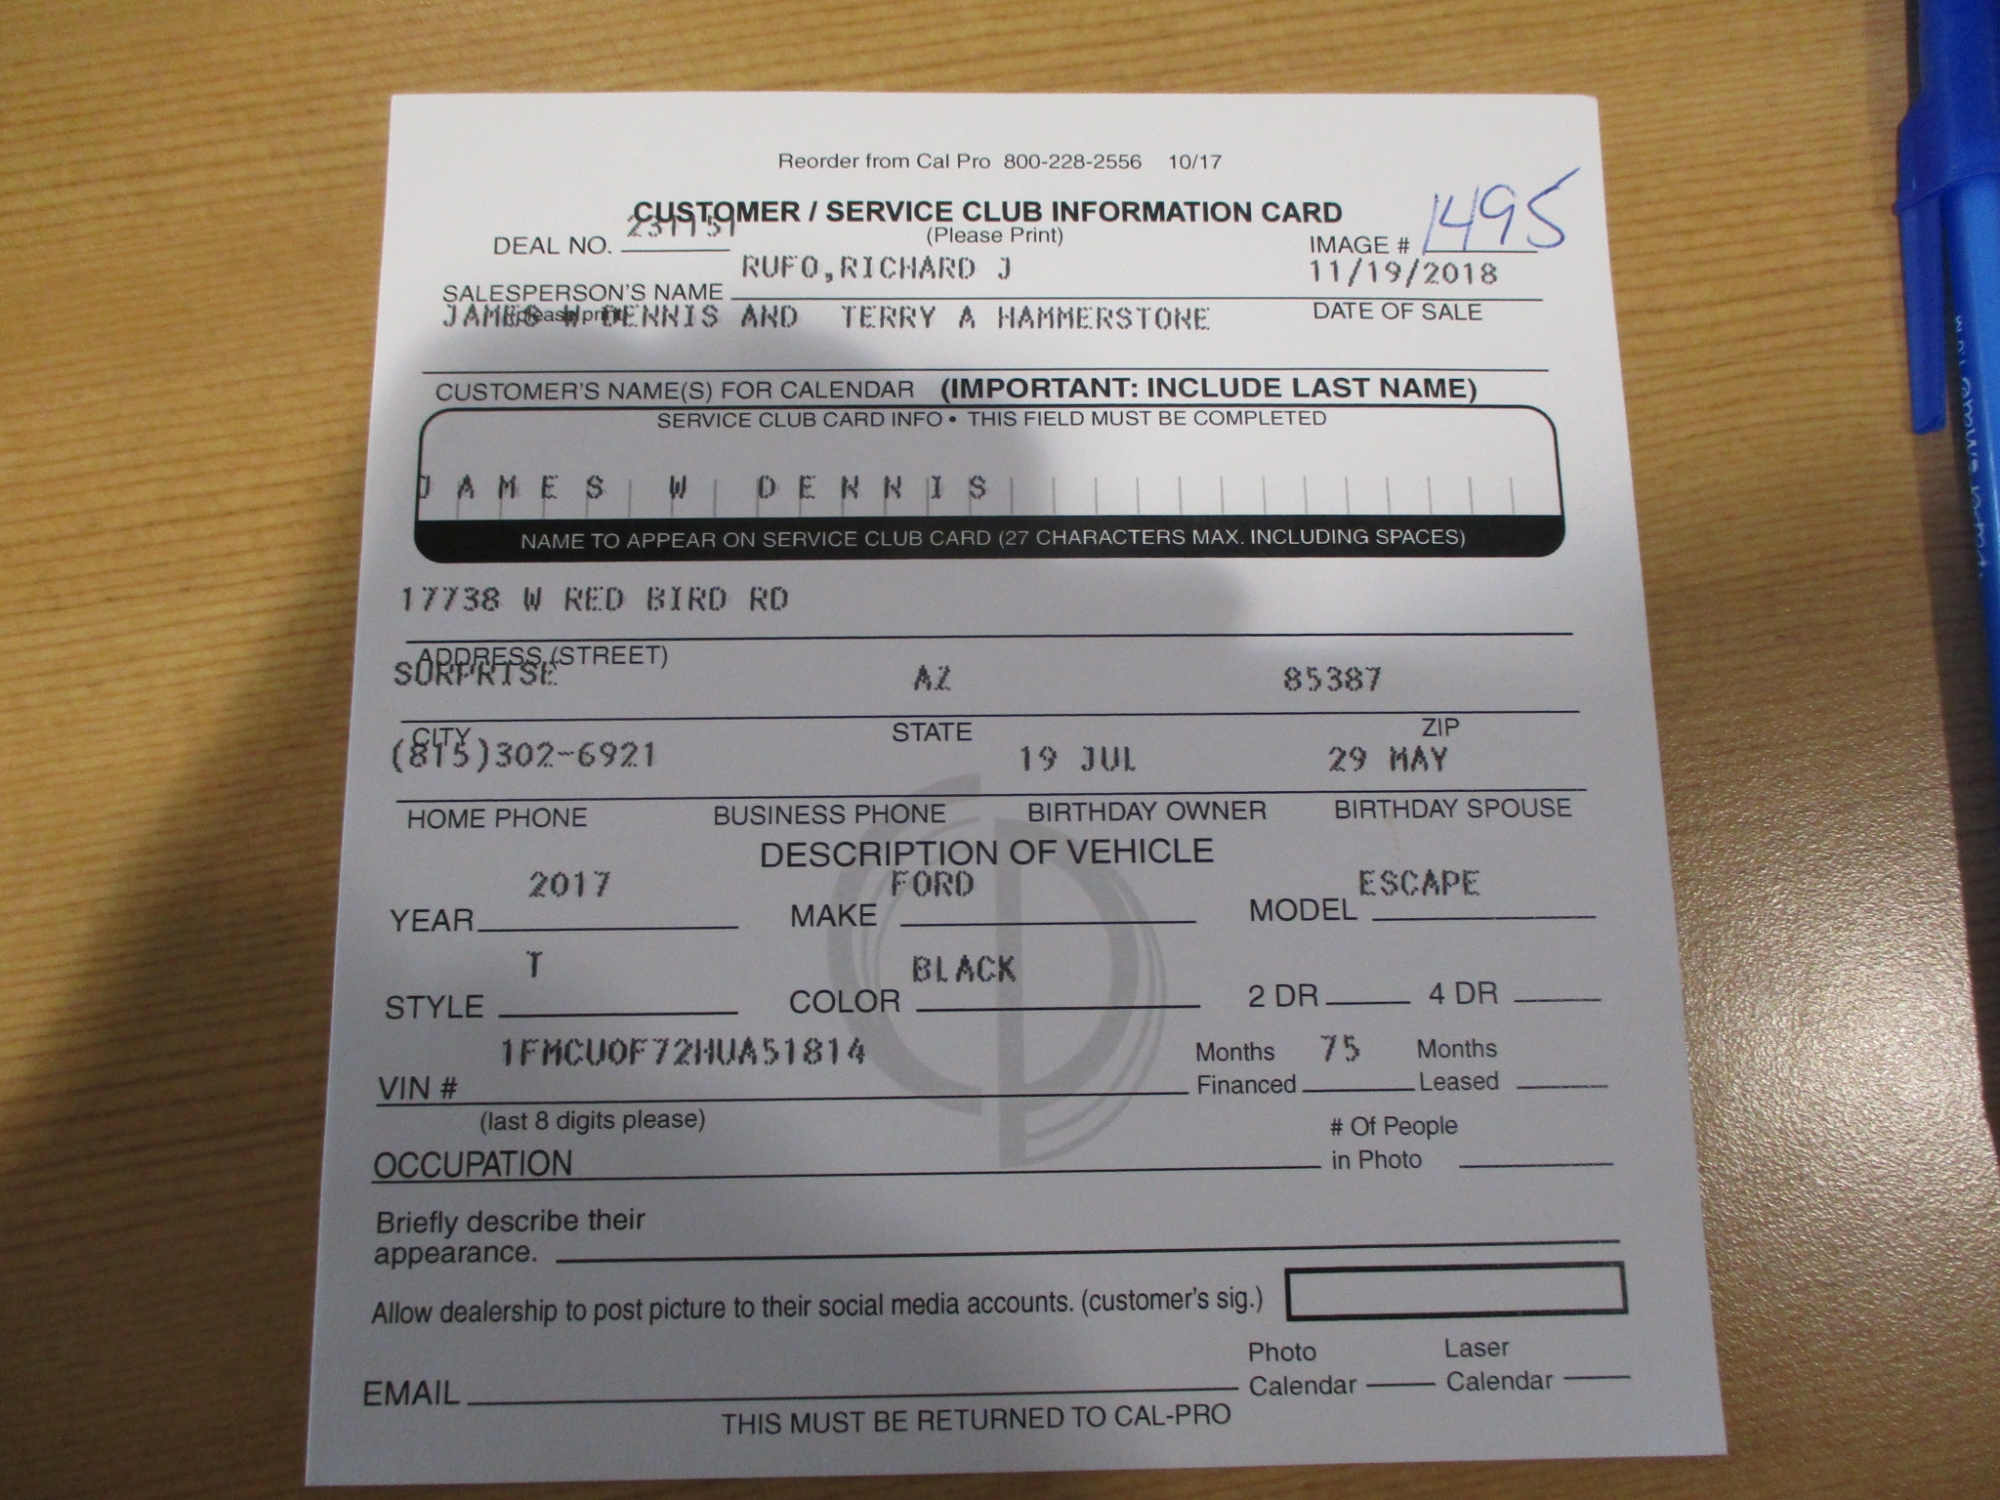 Reorder from Cal Pro 800-228-2556 10/17
CUSTOMER / SERVICE CLUB INFORMATION CARD
(Please Print)
DEAL NO. IMAGE # 1495
RUFO,RICHARD J 11/19/2018
SALESPERSON'S NAME DATE OF SALE
(please print)
JAMES W DENNIS AND TERRY A HAMMERSTONE
CUSTOMER'S NAME(S) FOR CALENDAR (IMPORTANT: INCLUDE LAST NAME)
SERVICE CLUB CARD INFO • THIS FIELD MUST BE COMPLETED
JAMES W DENNIS
NAME TO APPEAR ON SERVICE CLUB CARD (27 CHARACTERS MAX. INCLUDING SPACES)
17738 W RED BIRD RD
ADDRESS (STREET)
SURPRISE AZ 85387
CITY STATE ZIP
(815)302-6921 19 JUL 29 MAY
HOME PHONE BUSINESS PHONE BIRTHDAY OWNER BIRTHDAY SPOUSE
DESCRIPTION OF VEHICLE
2017 FORD ESCAPE
YEAR MAKE MODEL
T BLACK
STYLE COLOR 2 DR 4 DR
1FMCU0F72HUA51814 Months 75 Months
VIN # Financed Leased
(last 8 digits please) # Of People
OCCUPATION in Photo
Briefly describe their
appearance.
Allow dealership to post picture to their social media accounts. (customer's sig.)
Photo Laser
EMAIL Calendar Calendar
THIS MUST BE RETURNED TO CAL-PRO